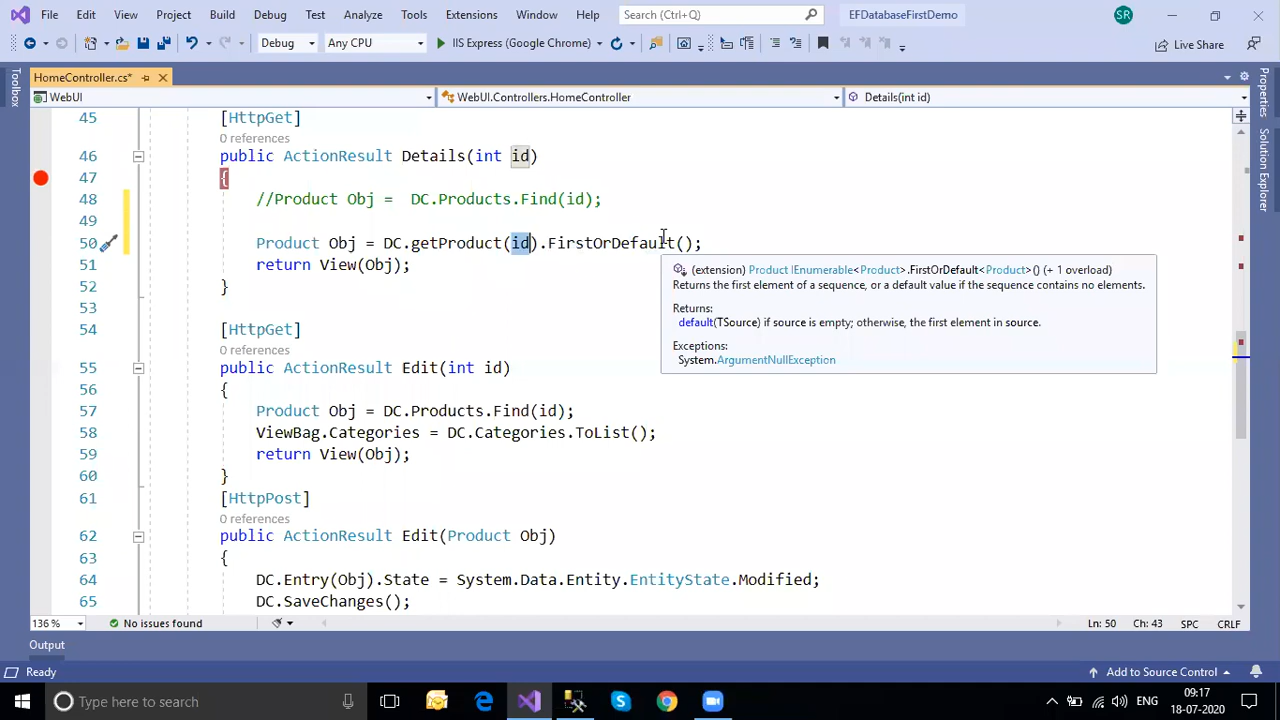 File Edit View Project Build Debug Test Analyze Tools Extensions Window Help Search (Ctrl+Q) EFDatabaseFirstDemo SR
Debug Any CPU IIS Express (Google Chrome) Live Share
HomeController.cs*
WebUI WebUI.Controllers.HomeController Details(int id)
Toolbox
Properties
Solution Explorer
45 [HttpGet]
0 references
46 public ActionResult Details(int id)
47 {
48 //Product Obj = DC.Products.Find(id);
49
50 Product Obj = DC.getProduct(id).FirstOrDefault();
51 return View(Obj);
52 }
53
54 [HttpGet]
0 references
55 public ActionResult Edit(int id)
56 {
57 Product Obj = DC.Products.Find(id);
58 ViewBag.Categories = DC.Categories.ToList();
59 return View(Obj);
60 }
61 [HttpPost]
0 references
62 public ActionResult Edit(Product Obj)
63 {
64 DC.Entry(Obj).State = System.Data.Entity.EntityState.Modified;
65 DC.SaveChanges();
(extension) Product IEnumerable<Product>.FirstOrDefault<Product>() (+ 1 overload)
Returns the first element of a sequence, or a default value if the sequence contains no elements.
Returns:
default(TSource) if source is empty; otherwise, the first element in source.
Exceptions:
System.ArgumentNullException
136 % No issues found Ln: 50 Ch: 43 SPC CRLF
Output
Ready Add to Source Control
Type here to search ENG 09:17
18-07-2020